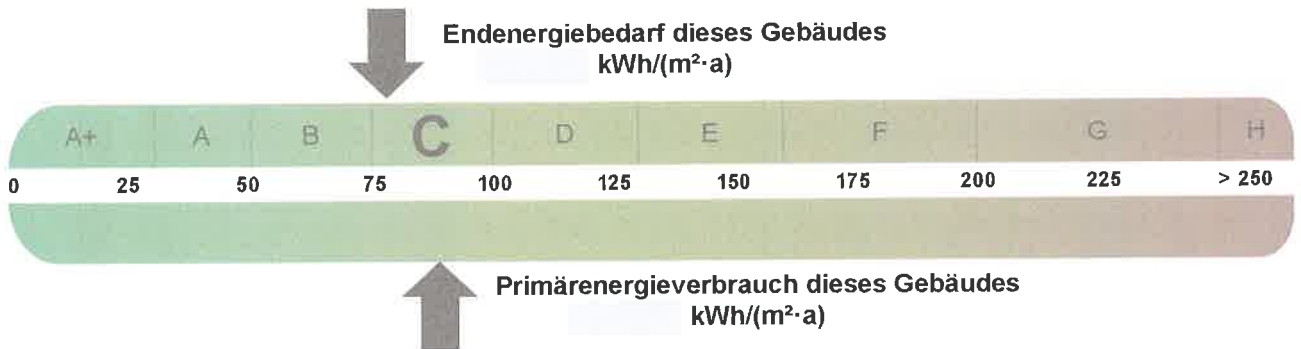 Endenergiebedarf dieses Gebäudes
kWh/(m²·a)
A+ A B C D E F G H
0 25 50 75 100 125 150 175 200 225 > 250
Primärenergieverbrauch dieses Gebäudes
kWh/(m²·a)